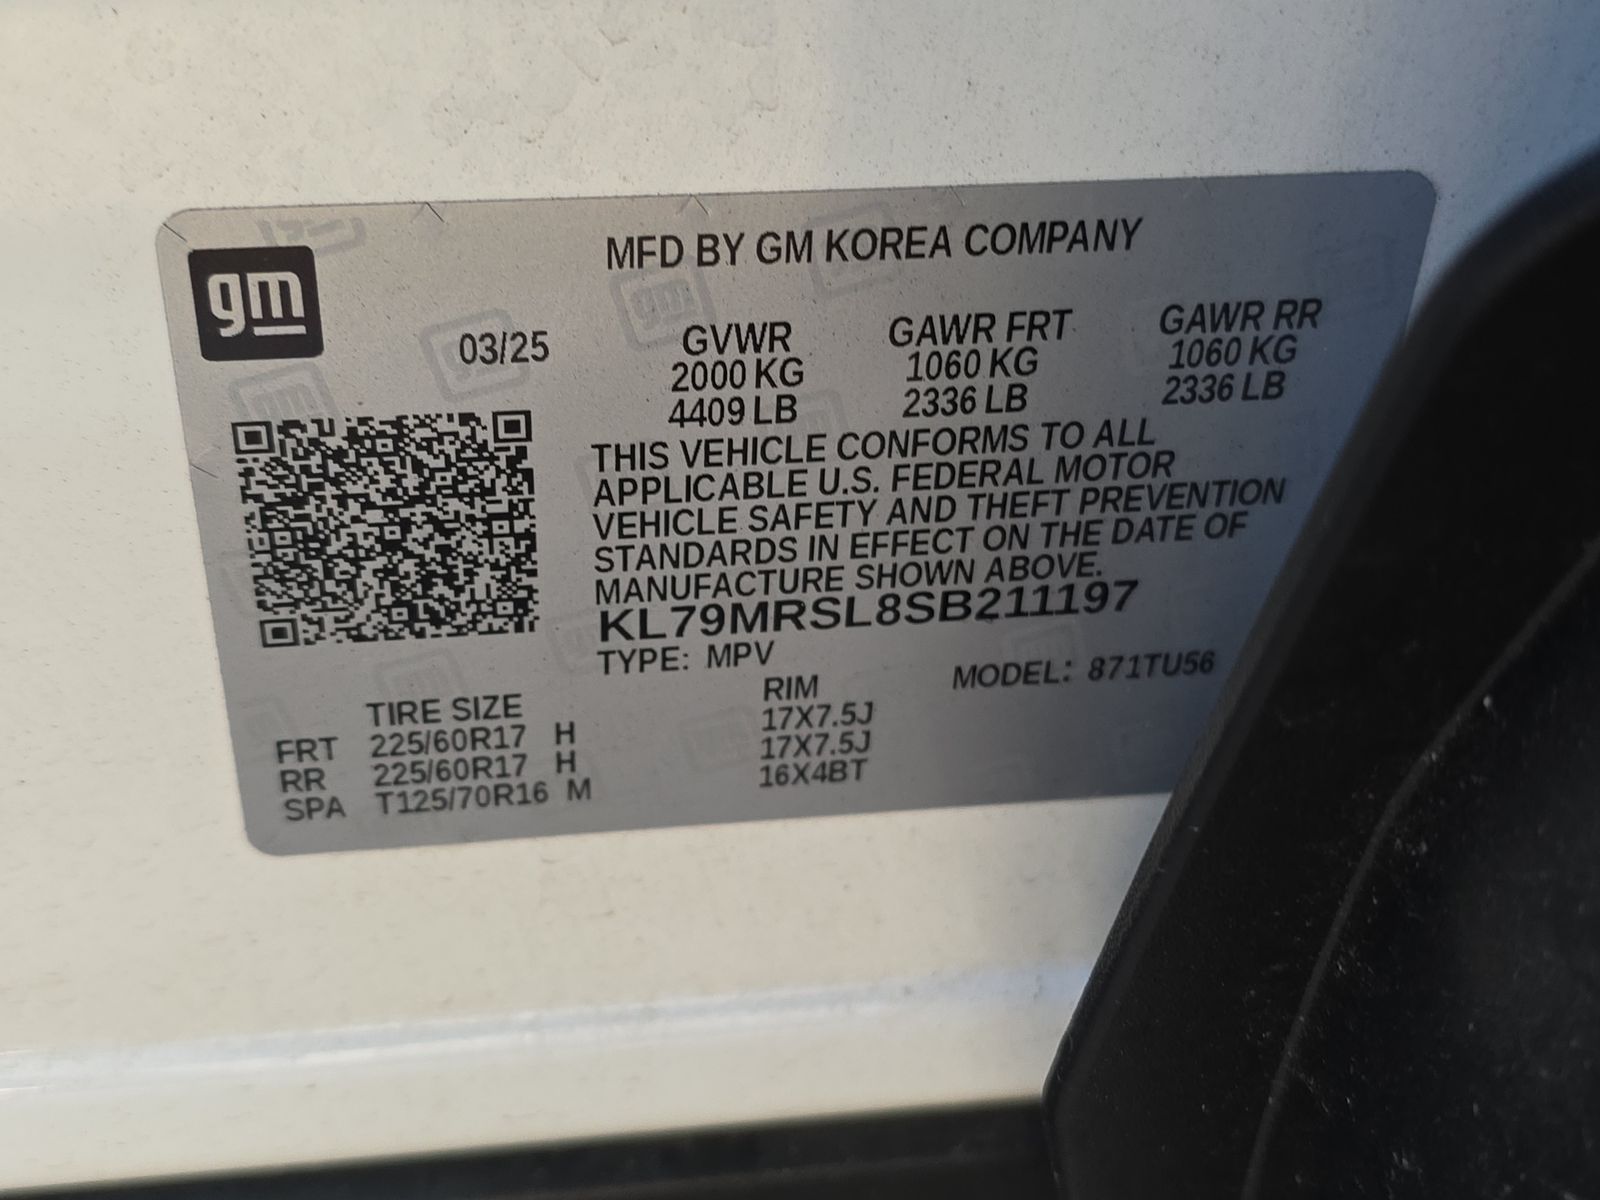 gm
MFD BY GM KOREA COMPANY
03/25
GVWR GAWR FRT GAWR RR
2000 KG 1060 KG 1060 KG
4409 LB 2336 LB 2336 LB
THIS VEHICLE CONFORMS TO ALL
APPLICABLE U.S. FEDERAL MOTOR
VEHICLE SAFETY AND THEFT PREVENTION
STANDARDS IN EFFECT ON THE DATE OF
MANUFACTURE SHOWN ABOVE.
KL79MRSL8SB211197
TYPE: MPV MODEL: 871TU56
TIRE SIZE RIM
FRT 225/60R17 H 17X7.5J
RR 225/60R17 H 17X7.5J
SPA T125/70R16 M 16X4BT